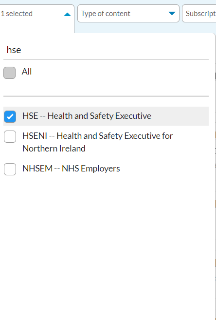 1 selected
Type of content
Subscript
hse
All
HSE -- Health and Safety Executive
HSENI -- Health and Safety Executive for
Northern Ireland
NHSEM -- NHS Employers